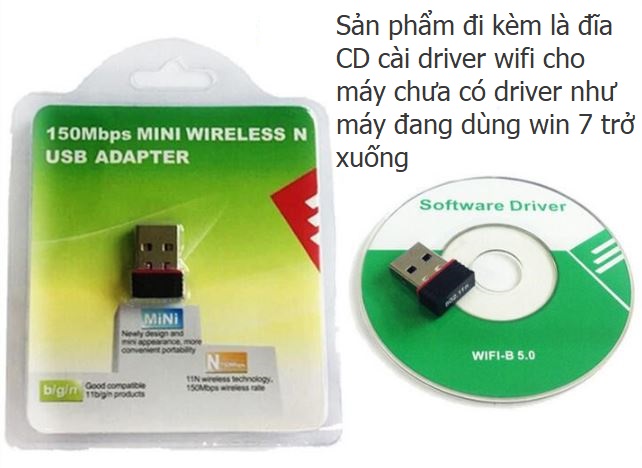 Sản phẩm đi kèm là đĩa
CD cài driver wifi cho
máy chưa có driver như
máy đang dùng win 7 trở
xuống
150Mbps MINI WIRELESS N
USB ADAPTER
MiNi
Newly design and
mini appearance, more
convenient portability
N
11N wireless technology,
150Mbps wireless rate
b/g/n
Good compatible
11b/g/n products
Software Driver
802.11n
WIFI-B 5.0